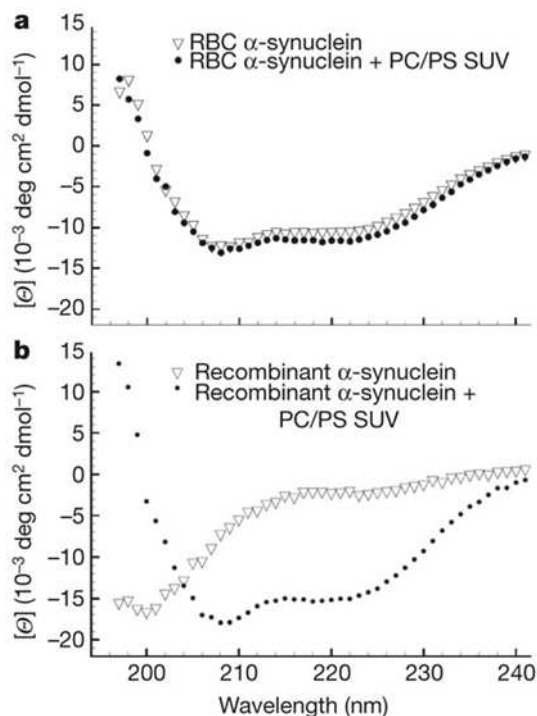 a
▽ RBC α-synuclein
• RBC α-synuclein + PC/PS SUV
15
10
5
0
−5
−10
−15
−20
[Θ] (10⁻³ deg cm² dmol⁻¹)
b
▽ Recombinant α-synuclein
• Recombinant α-synuclein +
PC/PS SUV
15
10
5
0
−5
−10
−15
−20
[Θ] (10⁻³ deg cm² dmol⁻¹)
200 210 220 230 240
Wavelength (nm)